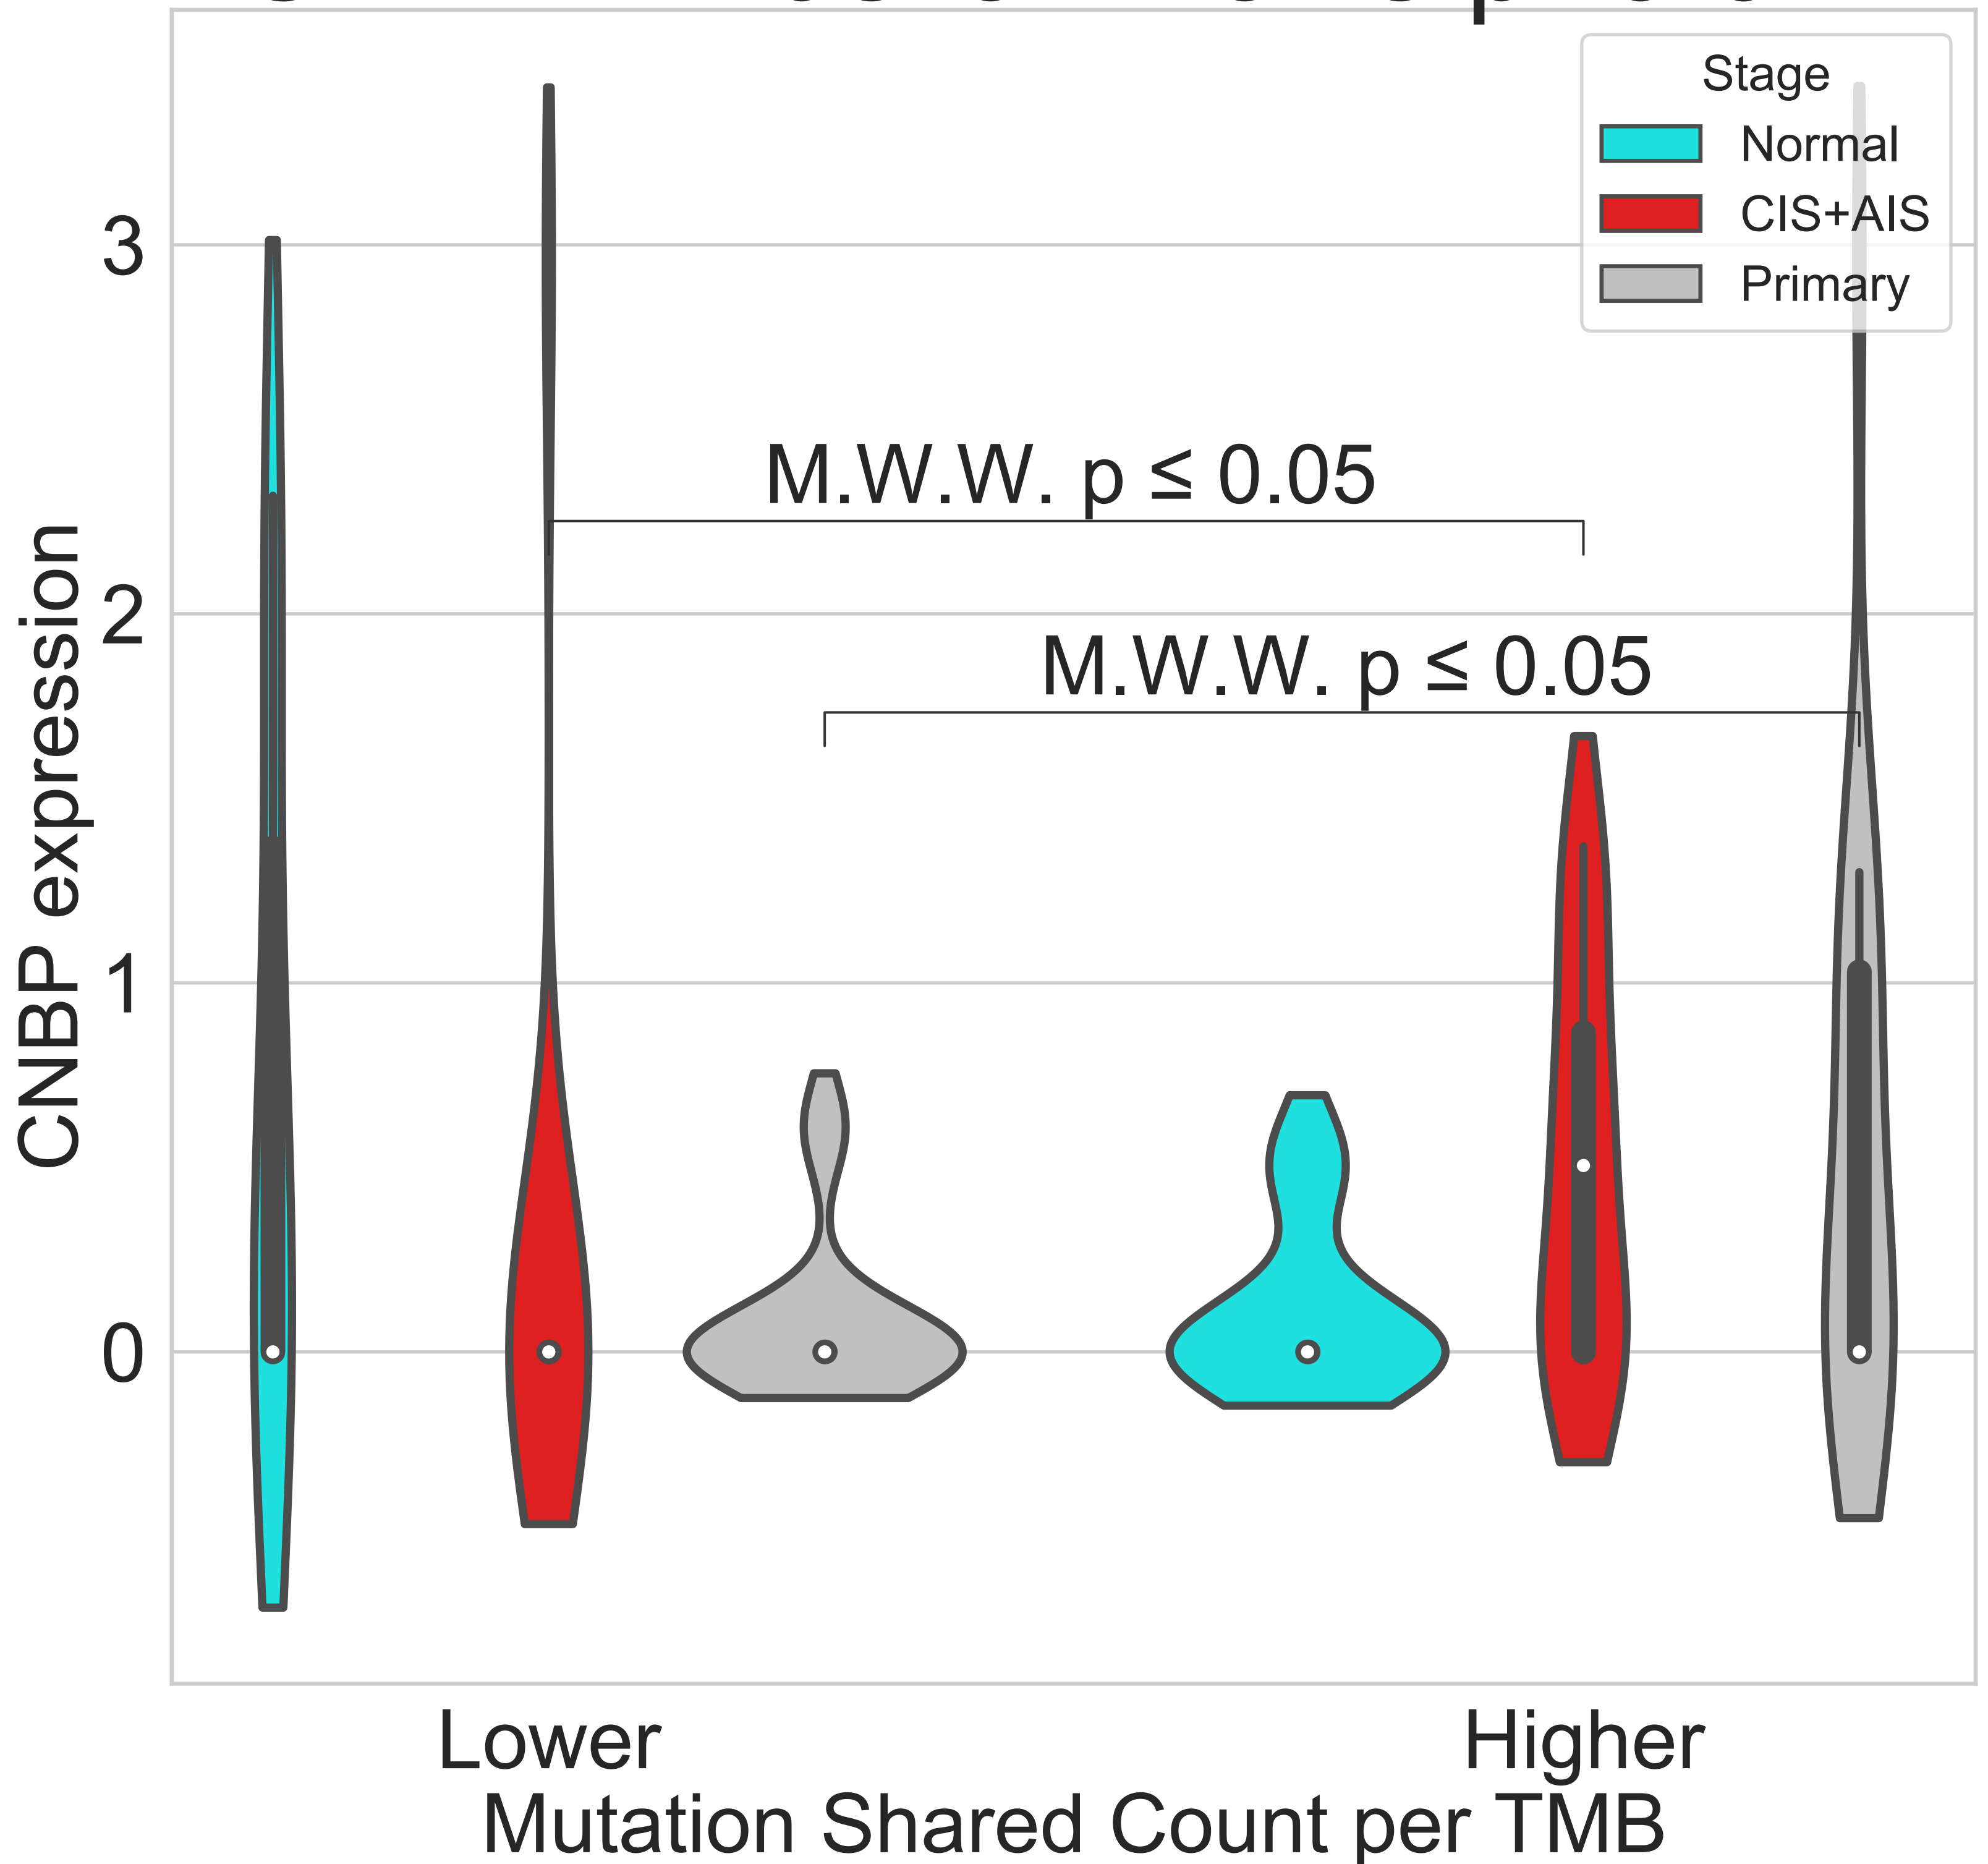 Stage
Normal
CIS+AIS
Primary
3
2
1
0
CNBP expression
M.W.W. p ≤ 0.05
M.W.W. p ≤ 0.05
Lower
Higher
Mutation Shared Count per TMB